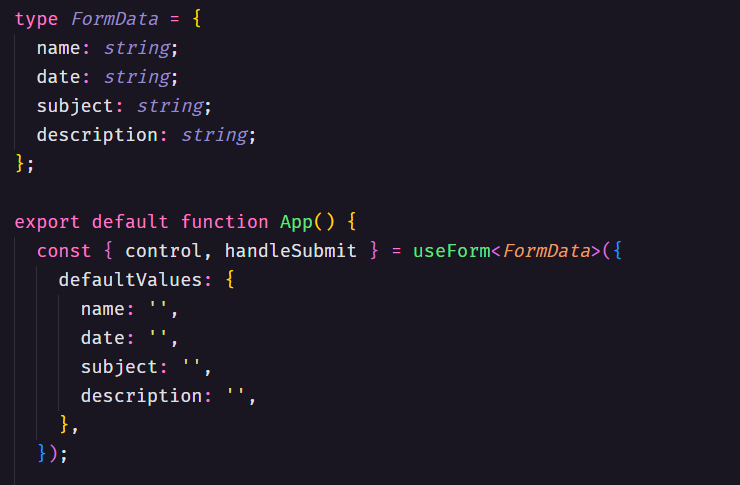 type FormData = {
  name: string;
  date: string;
  subject: string;
  description: string;
};

export default function App() {
  const { control, handleSubmit } = useForm<FormData>({
    defaultValues: {
      name: '',
      date: '',
      subject: '',
      description: '',
    },
  });